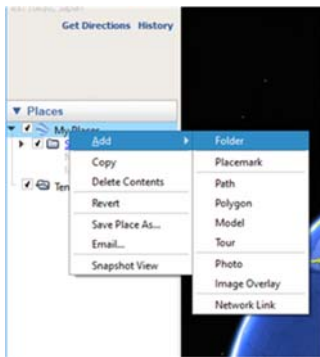 Get Directions History
Places
My Places
Add
Copy
Delete Contents
Revert
Save Place As...
Email...
Snapshot View
Folder
Placemark
Path
Polygon
Model
Tour
Photo
Image Overlay
Network Link